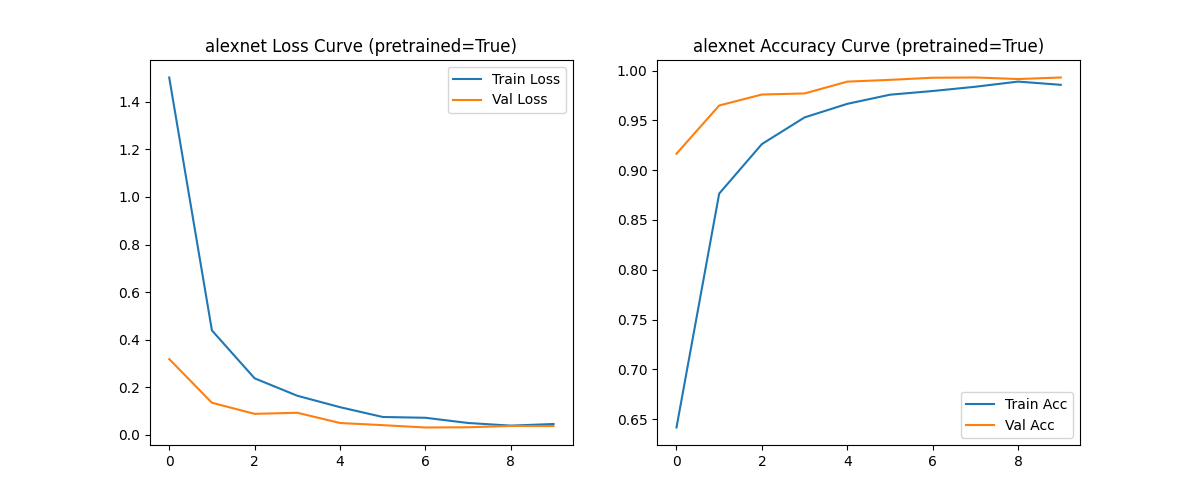 alexnet Loss Curve (pretrained=True)
Train Loss
Val Loss
1.4
1.2
1.0
0.8
0.6
0.4
0.2
0.0
0 2 4 6 8
alexnet Accuracy Curve (pretrained=True)
1.00
0.95
0.90
0.85
0.80
0.75
0.70
0.65
Train Acc
Val Acc
0 2 4 6 8